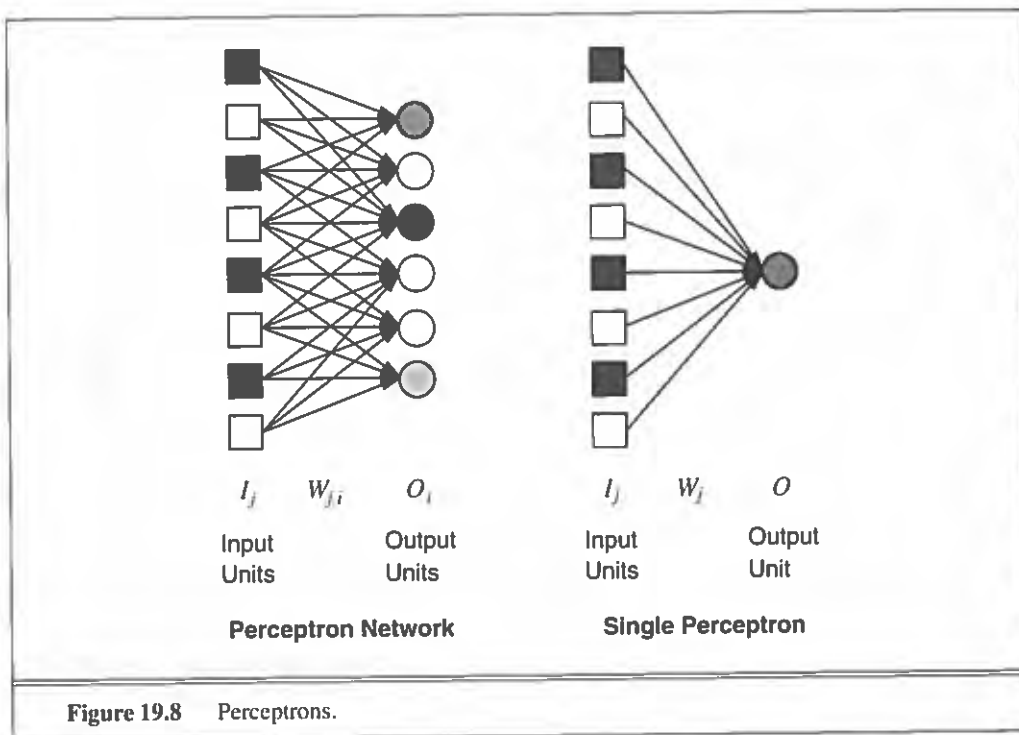 I_j W_j,i O_i
Input Units
Output Units
Perceptron Network
I_j W_j O
Input Units
Output Unit
Single Perceptron
Figure 19.8 Perceptrons.